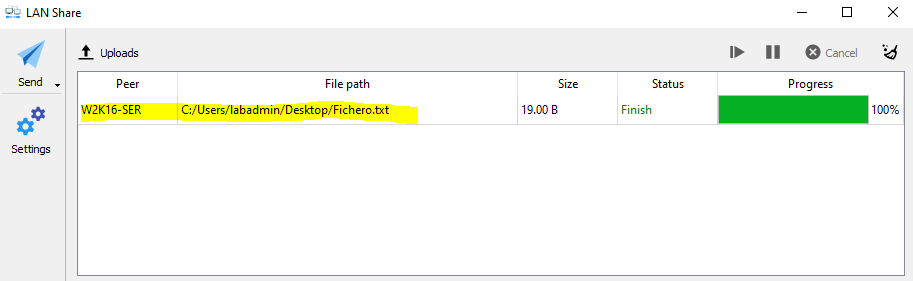 LAN Share
Uploads
Cancel
Send
Settings
Peer File path Size Status Progress
W2K16-SER C:/Users/labadmin/Desktop/Fichero.txt 19.00 B Finish 100%